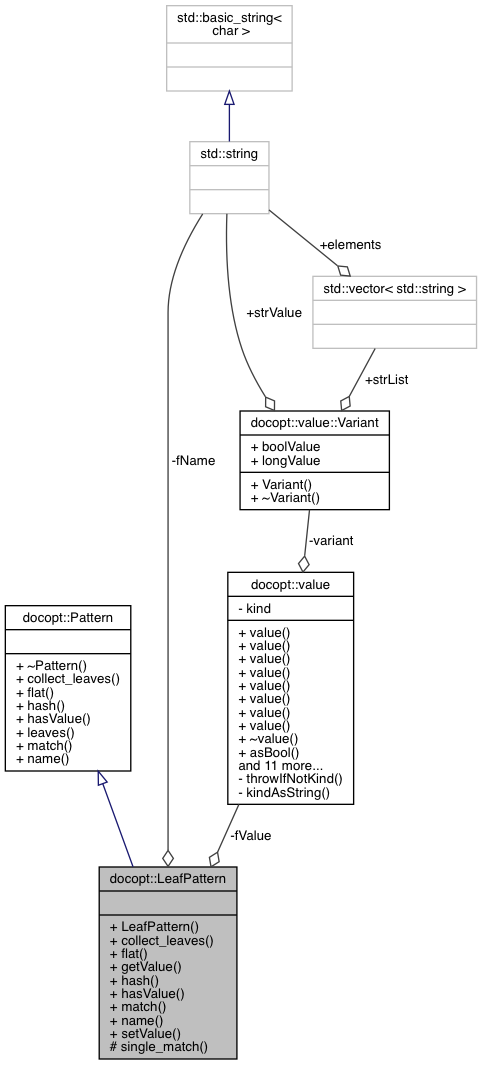 std::basic_string<
char >
std::string
+elements
std::vector< std::string >
+strValue
+strList
docopt::value::Variant
+ boolValue
+ longValue
+ Variant()
+ ~Variant()
-fName
-variant
docopt::value
- kind
+ value()
+ value()
+ value()
+ value()
+ value()
+ value()
+ value()
+ value()
+ ~value()
+ asBool()
and 11 more...
- throwIfNotKind()
- kindAsString()
docopt::Pattern
+ ~Pattern()
+ collect_leaves()
+ flat()
+ hash()
+ hasValue()
+ leaves()
+ match()
+ name()
-fValue
docopt::LeafPattern
+ LeafPattern()
+ collect_leaves()
+ flat()
+ getValue()
+ hash()
+ hasValue()
+ match()
+ name()
+ setValue()
# single_match()